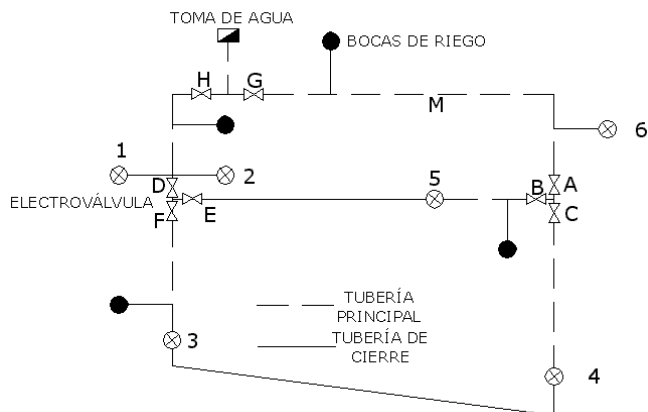 TOMA DE AGUA
BOCAS DE RIEGO
H
G
M
6
1
2
D
5
A
B
ELECTROVÁLVULA
E
F
C
TUBERÍA
PRINCIPAL
TUBERÍA DE
CIERRE
3
4